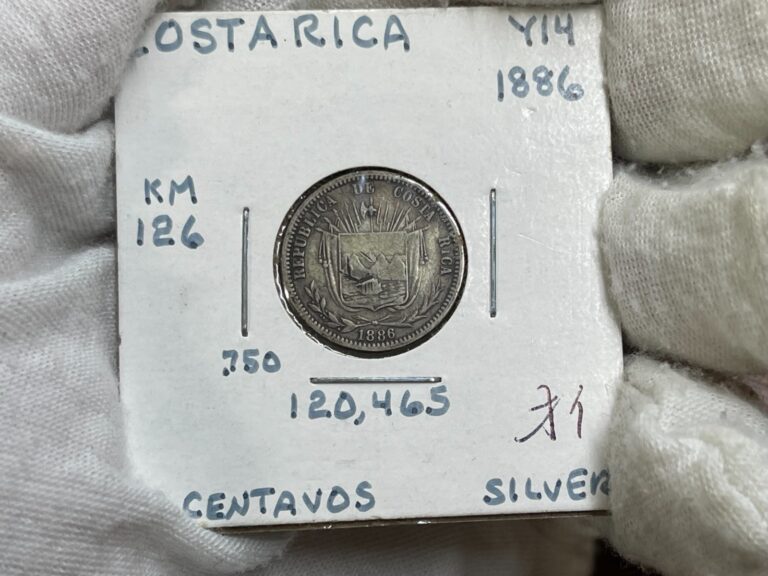 COSTA RICA
Y14
1886
KM
126
REPUBLICA DE COSTA RICA
1886
.750
120,465
CENTAVOS
SILVER